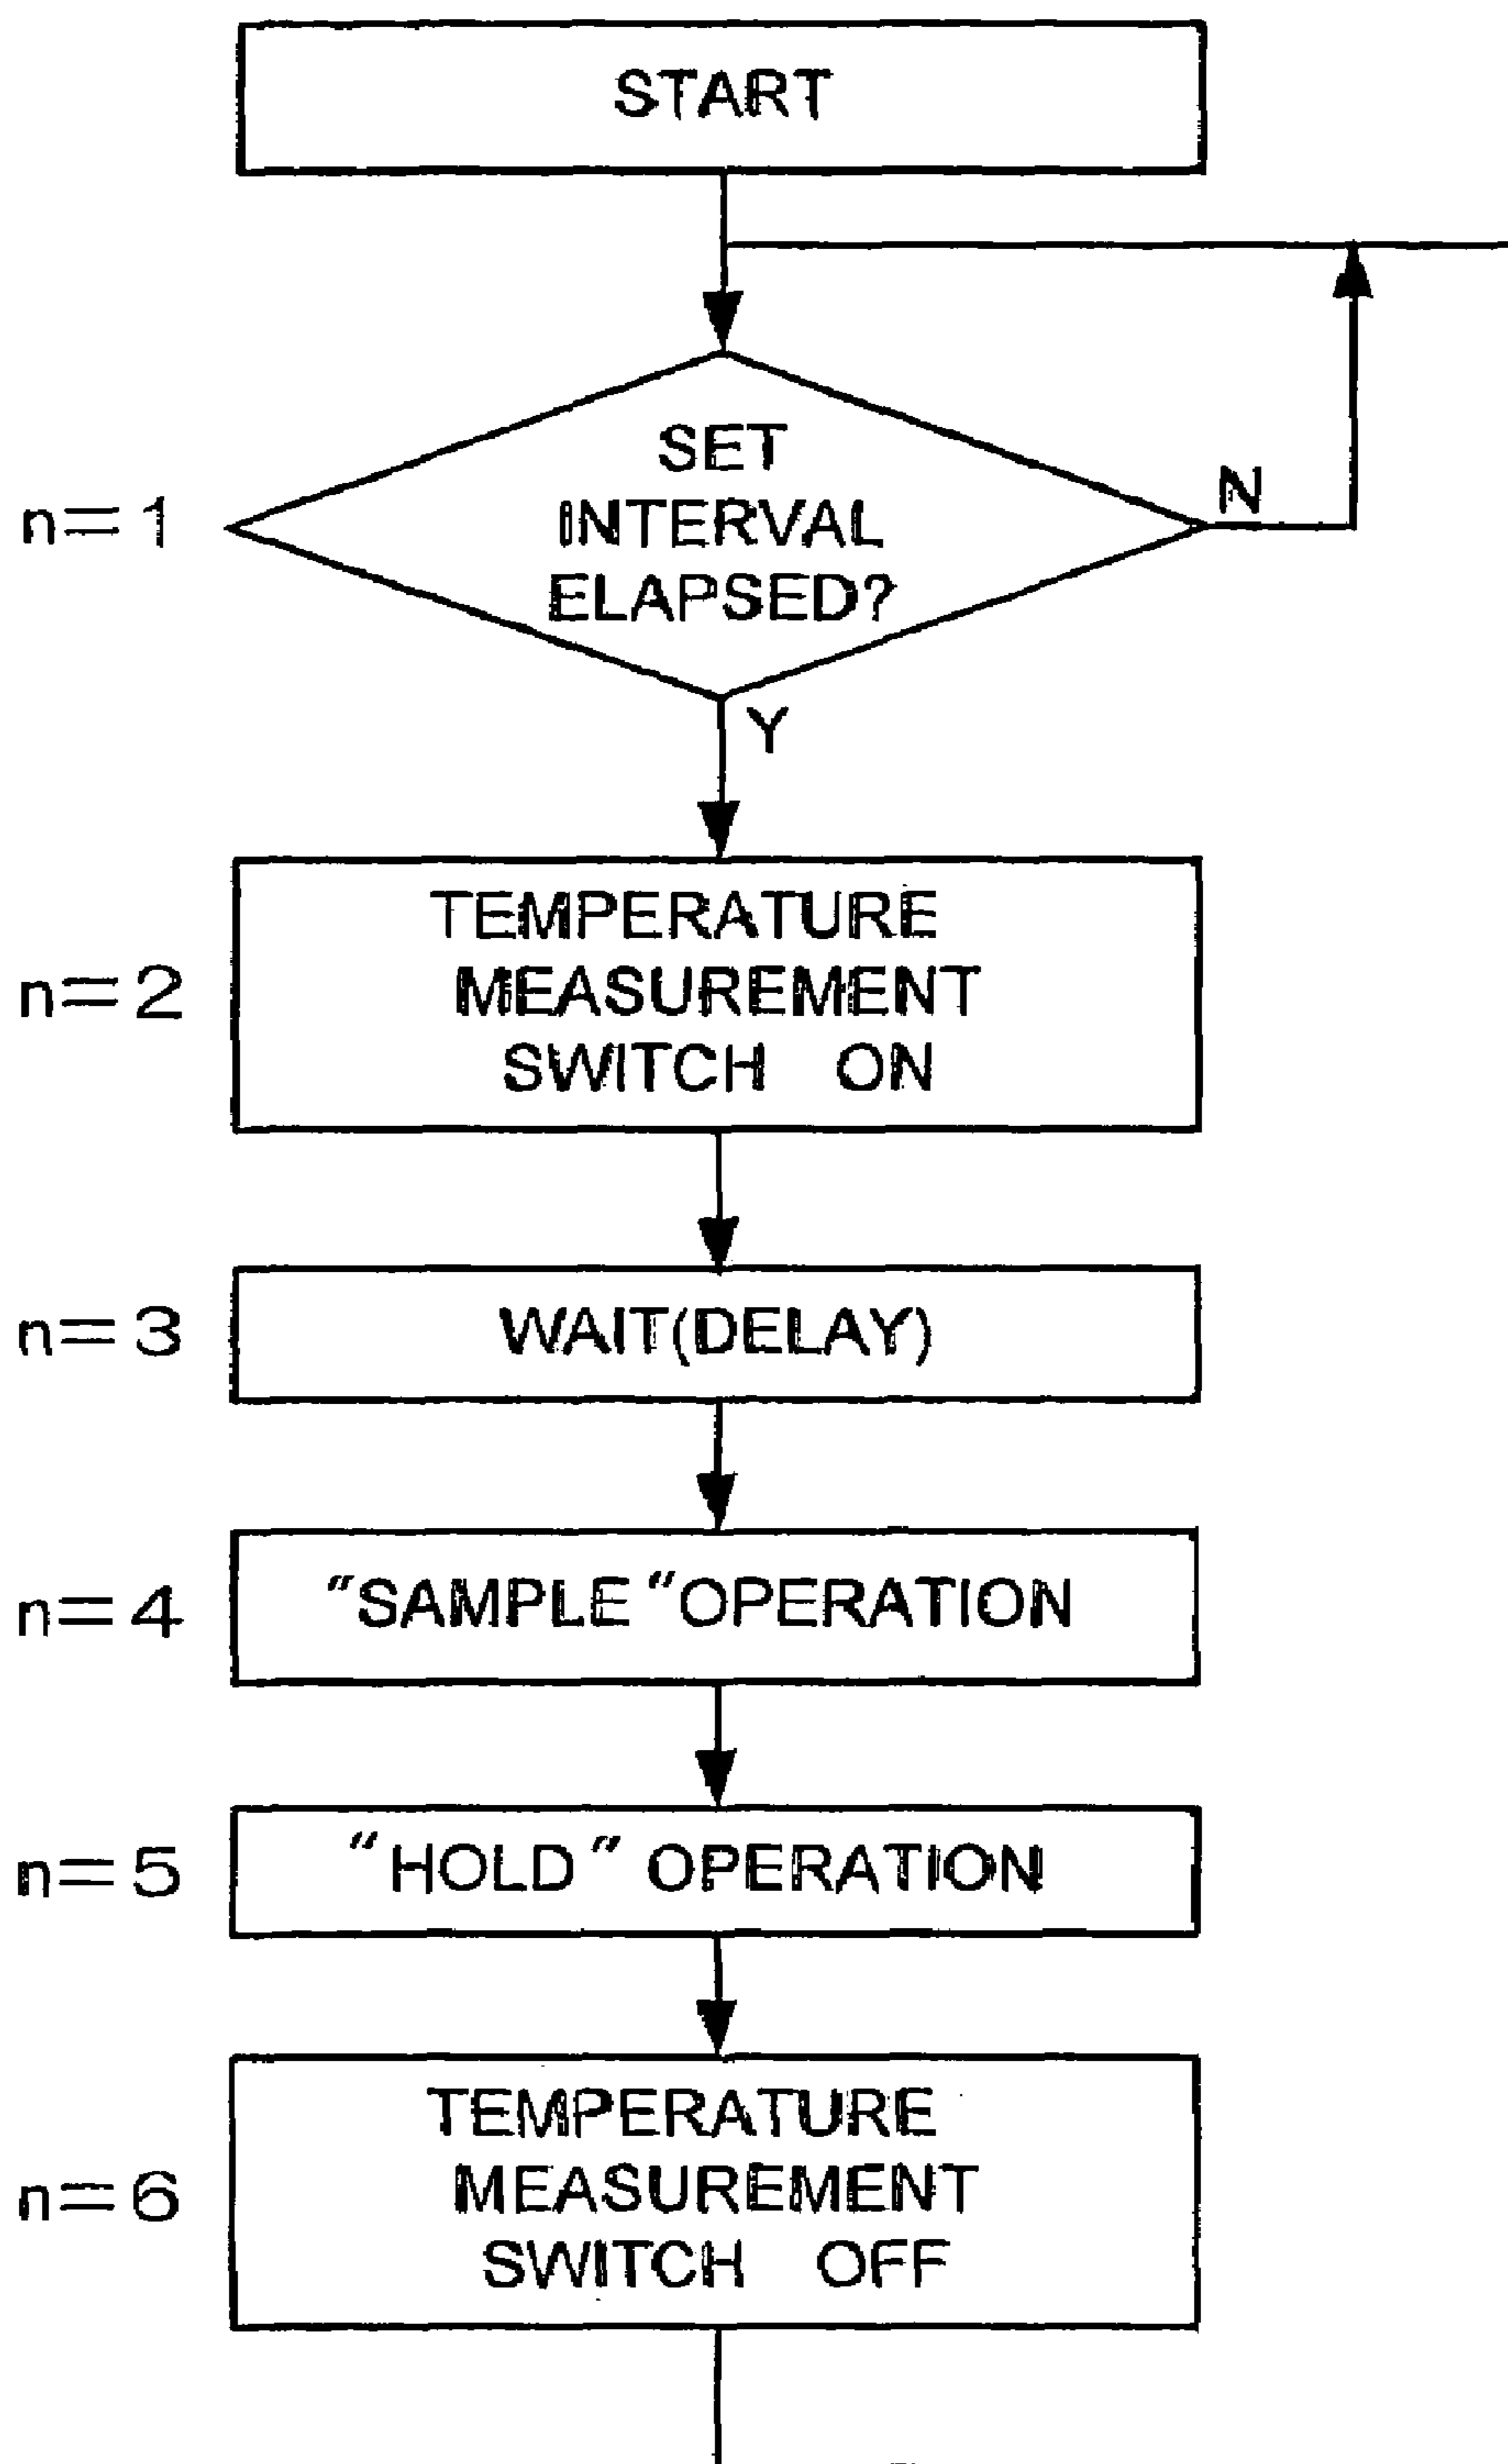 START
SET
INTERVAL
ELAPSED?
n=1
N
Y
TEMPERATURE
MEASUREMENT
SWITCH ON
n=2
n=3
WAIT(DELAY)
n=4
"SAMPLE"OPERATION
n=5
"HOLD" OPERATION
TEMPERATURE
MEASUREMENT
SWITCH OFF
n=6